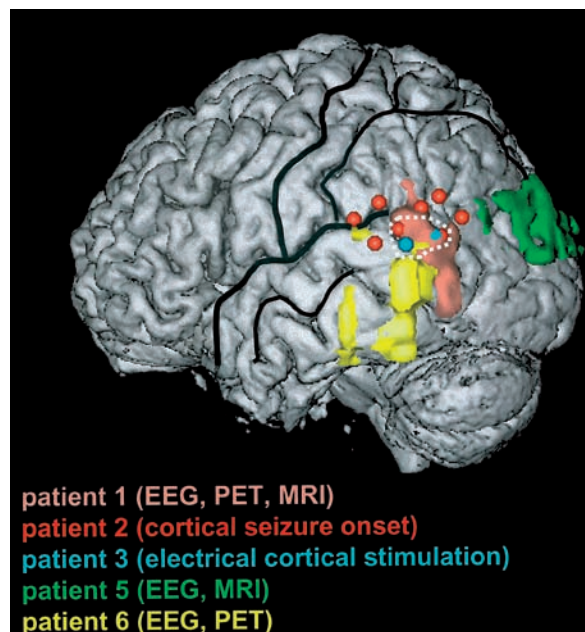 patient 1 (EEG, PET, MRI)
patient 2 (cortical seizure onset)
patient 3 (electrical cortical stimulation)
patient 5 (EEG, MRI)
patient 6 (EEG, PET)